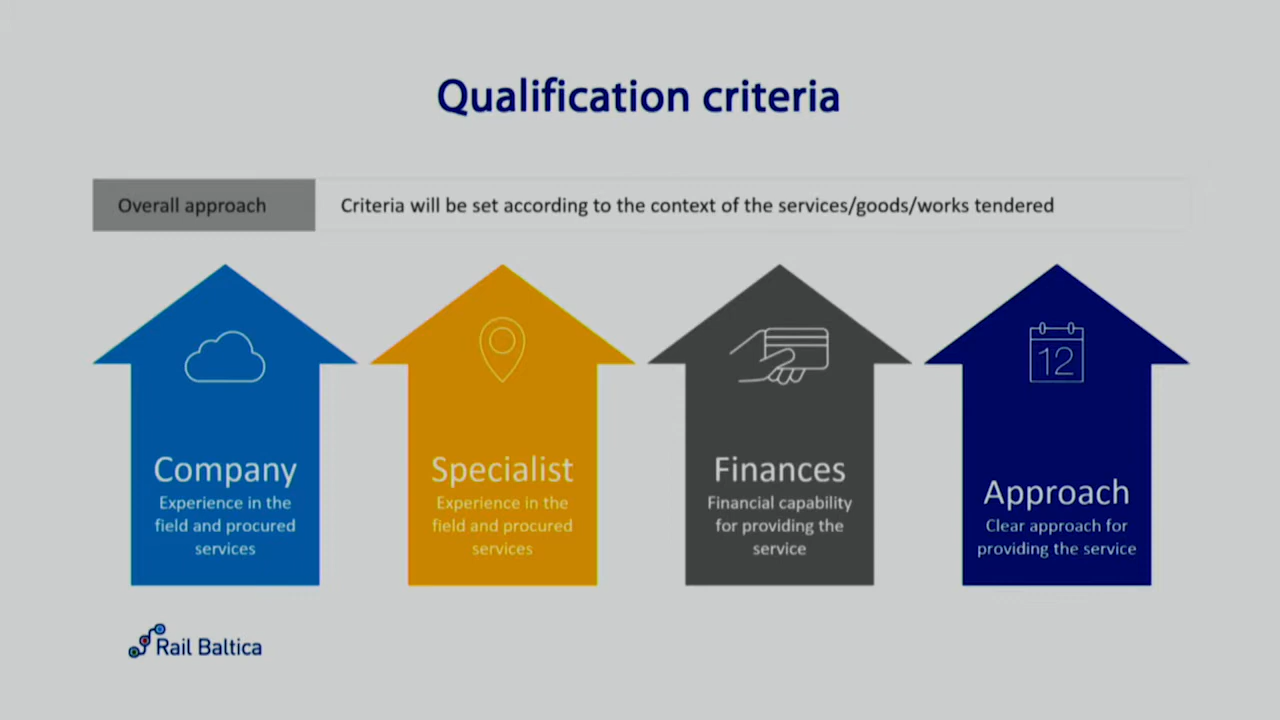 Qualification criteria
Overall approach
Criteria will be set according to the context of the services/goods/works tendered
Company
Experience in the
field and procured
services
Specialist
Experience in the
field and procured
services
Finances
Financial capability
for providing the
service
12
Approach
Clear approach for
providing the service
Rail Baltica